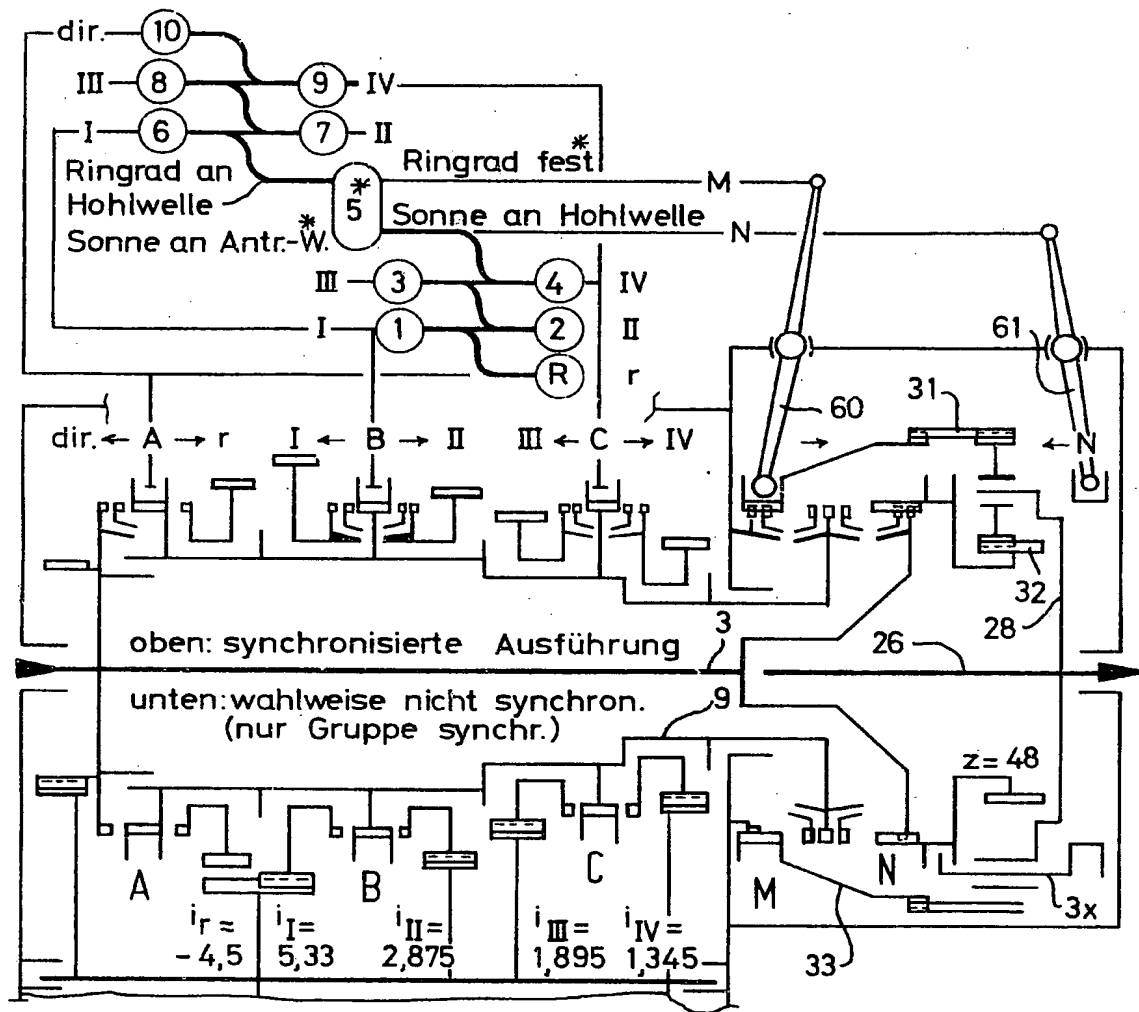 dir. 10
III 8 9 IV
I 6 7 II
Ringrad an
Hohlwelle
Sonne an Antr.-W.*
* 5
Ringrad fest*
M
Sonne an Hohlwelle
N
III 3 4 IV
I 1 2 II
R r
61
60
31
dir. ← A → r
I ← B → II
III ← C → IV
→
← N
32
28
oben: synchronisierte Ausführung
3
26
unten: wahlweise nicht synchron.
(nur Gruppe synchr.)
9
z=48
A
B
C
M
N
3x
33
i_r ≈ -4,5
i_I = 5,33
i_II = 2,875
i_III = 1,895
i_IV = 1,345